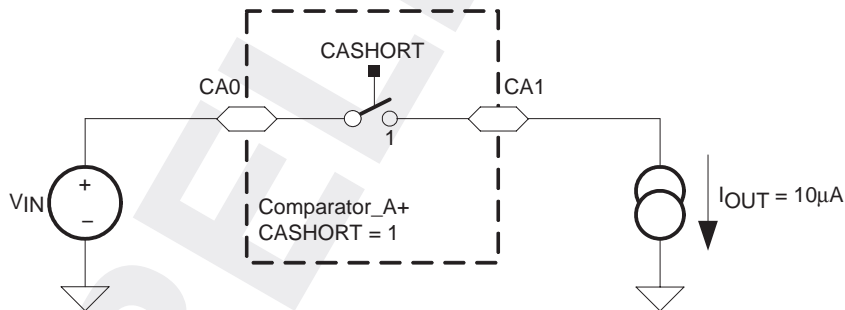 CASHORT
CA0
CA1
1
VIN
+
−
Comparator_A+
CASHORT = 1
IOUT = 10µA